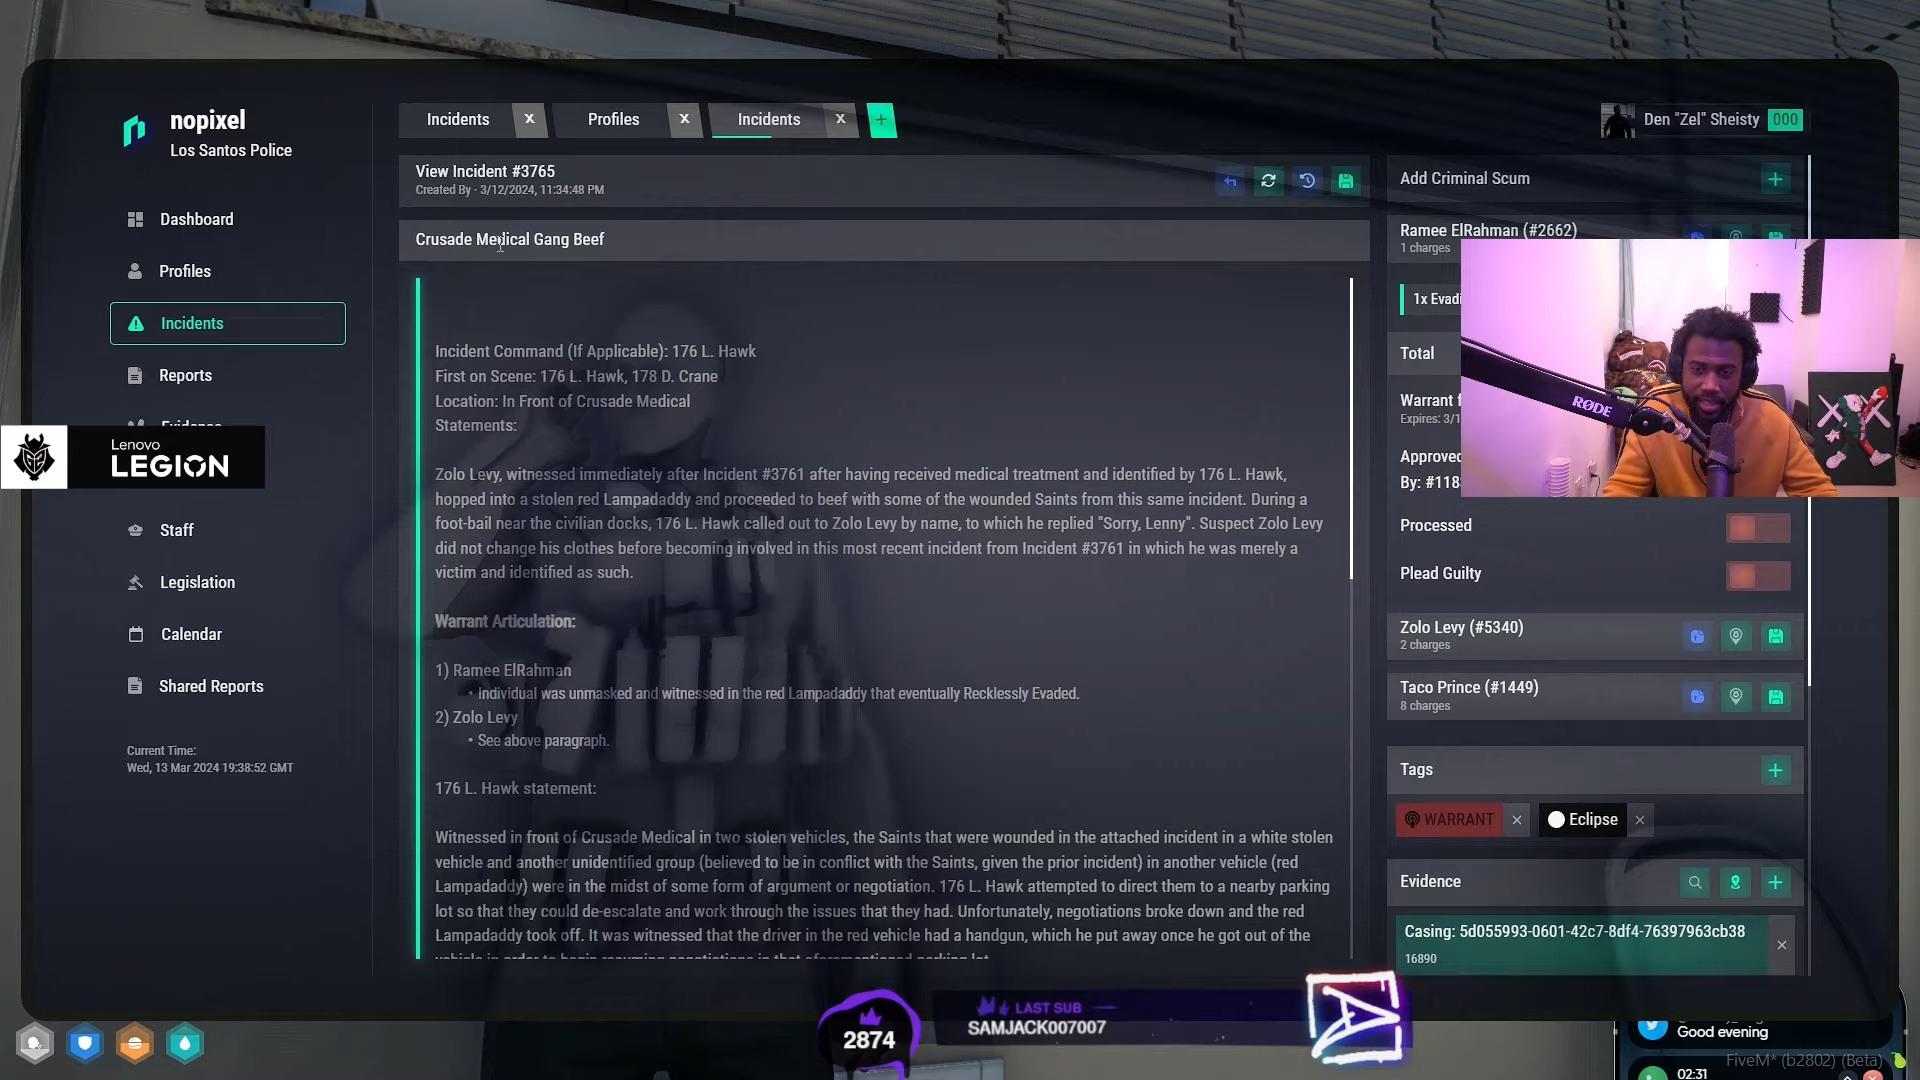 nopixel
Los Santos Police
Incidents x
Profiles x
Incidents x
+
Den "Zel" Sheisty 000
Dashboard
Profiles
Incidents
Reports
Lenovo
LEGION
Staff
Legislation
Calendar
Shared Reports
Current Time:
Wed, 13 Mar 2024 19:38:52 GMT
View Incident #3765
Created By - 3/12/2024, 11:34:48 PM
Crusade Medical Gang Beef
Incident Command (If Applicable): 176 L. Hawk
First on Scene: 176 L. Hawk, 178 D. Crane
Location: In Front of Crusade Medical
Statements:
Zolo Levy, witnessed immediately after Incident #3761 after having received medical treatment and identified by 176 L. Hawk,
hopped into a stolen red Lampadaddy and proceeded to beef with some of the wounded Saints from this same incident. During a
foot-bail near the civilian docks, 176 L. Hawk called out to Zolo Levy by name, to which he replied "Sorry, Lenny". Suspect Zolo Levy
did not change his clothes before becoming involved in this most recent incident from Incident #3761 in which he was merely a
victim and identified as such.
Warrant Articulation:
1) Ramee ElRahman
• Individual was unmasked and witnessed in the red Lampadaddy that eventually Recklessly Evaded.
2) Zolo Levy
• See above paragraph.
176 L. Hawk statement:
Witnessed in front of Crusade Medical in two stolen vehicles, the Saints that were wounded in the attached incident in a white stolen
vehicle and another unidentified group (believed to be in conflict with the Saints, given the prior incident) in another vehicle (red
Lampadaddy) were in the midst of some form of argument or negotiation. 176 L. Hawk attempted to direct them to a nearby parking
lot so that they could de-escalate and work through the issues that they had. Unfortunately, negotiations broke down and the red
Lampadaddy took off. It was witnessed that the driver in the red vehicle had a handgun, which he put away once he got out of the
Add Criminal Scum
Ramee ElRahman (#2662)
1 charges
1x Evadi
Total
Warrant f
Expires: 3/1
Approved
By: #118
RØDE
Processed
Plead Guilty
Zolo Levy (#5340)
2 charges
Taco Prince (#1449)
8 charges
Tags
WARRANT ×
Eclipse ×
Evidence
Casing: 5d055993-0601-42c7-8df4-76397963cb38
16890
2874
LAST SUB
SAMJACK007007
Good evening
FiveM* (b2802) (Beta)
02:31